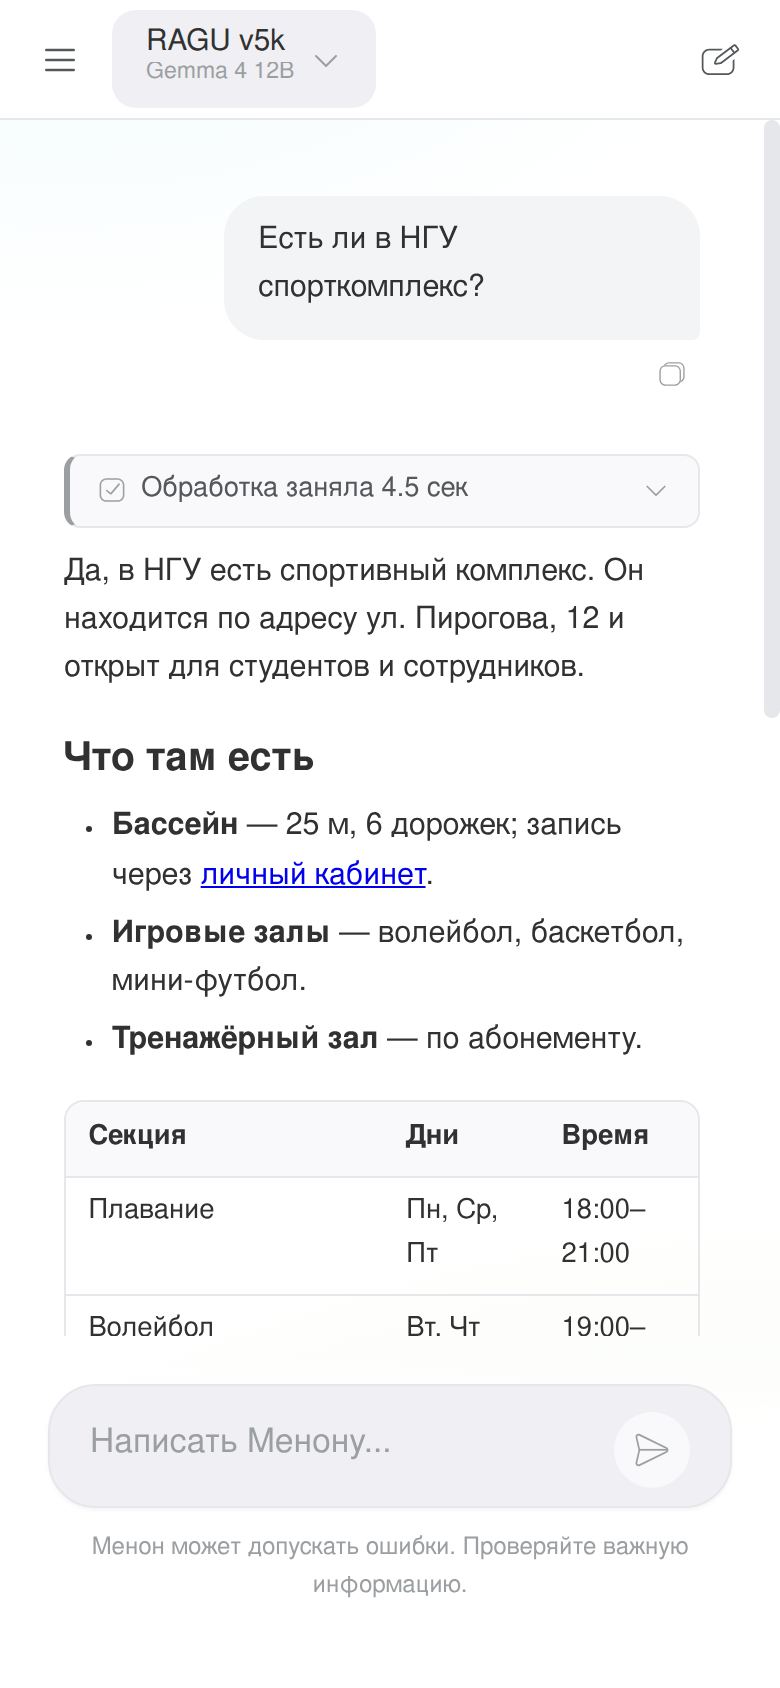 RAGU v5k
Gemma 4 12B
Есть ли в НГУ
спорткомплекс?
Обработка заняла 4.5 сек
Да, в НГУ есть спортивный комплекс. Он
находится по адресу ул. Пирогова, 12 и
открыт для студентов и сотрудников.
Что там есть
• Бассейн — 25 м, 6 дорожек; запись
через личный кабинет.
• Игровые залы — волейбол, баскетбол,
мини-футбол.
• Тренажёрный зал — по абонементу.
Секция Дни Время
Плавание Пн, Ср, 18:00–
Пт 21:00
Волейбол Вт, Чт 19:00–
Написать Менону...
Менон может допускать ошибки. Проверяйте важную
информацию.